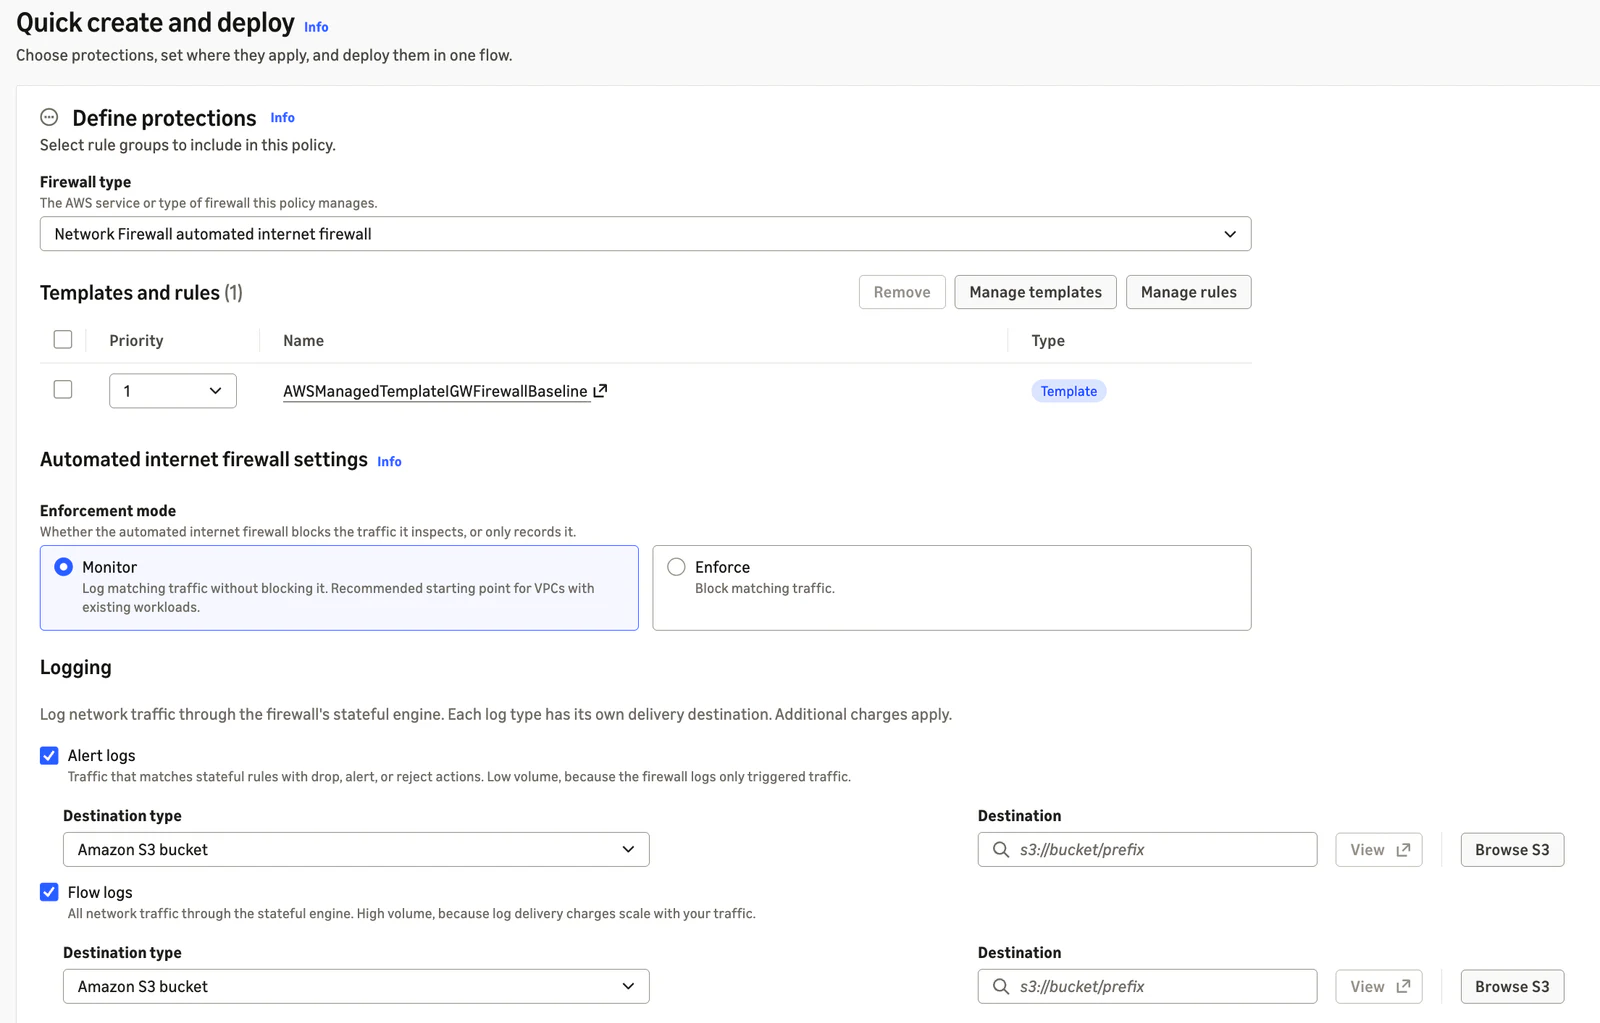 Quick create and deploy Info
Choose protections, set where they apply, and deploy them in one flow.
Define protections Info
Select rule groups to include in this policy.
Firewall type
The AWS service or type of firewall this policy manages.
Network Firewall automated internet firewall
Templates and rules (1) Remove Manage templates Manage rules
Priority Name Type
1 AWSManagedTemplateIGWFirewallBaseline Template
Automated internet firewall settings Info
Enforcement mode
Whether the automated internet firewall blocks the traffic it inspects, or only records it.
Monitor
Log matching traffic without blocking it. Recommended starting point for VPCs with
existing workloads.
Enforce
Block matching traffic.
Logging
Log network traffic through the firewall's stateful engine. Each log type has its own delivery destination. Additional charges apply.
Alert logs
Traffic that matches stateful rules with drop, alert, or reject actions. Low volume, because the firewall logs only triggered traffic.
Destination type Destination
Amazon S3 bucket s3://bucket/prefix View Browse S3
Flow logs
All network traffic through the stateful engine. High volume, because log delivery charges scale with your traffic.
Destination type Destination
Amazon S3 bucket s3://bucket/prefix View Browse S3